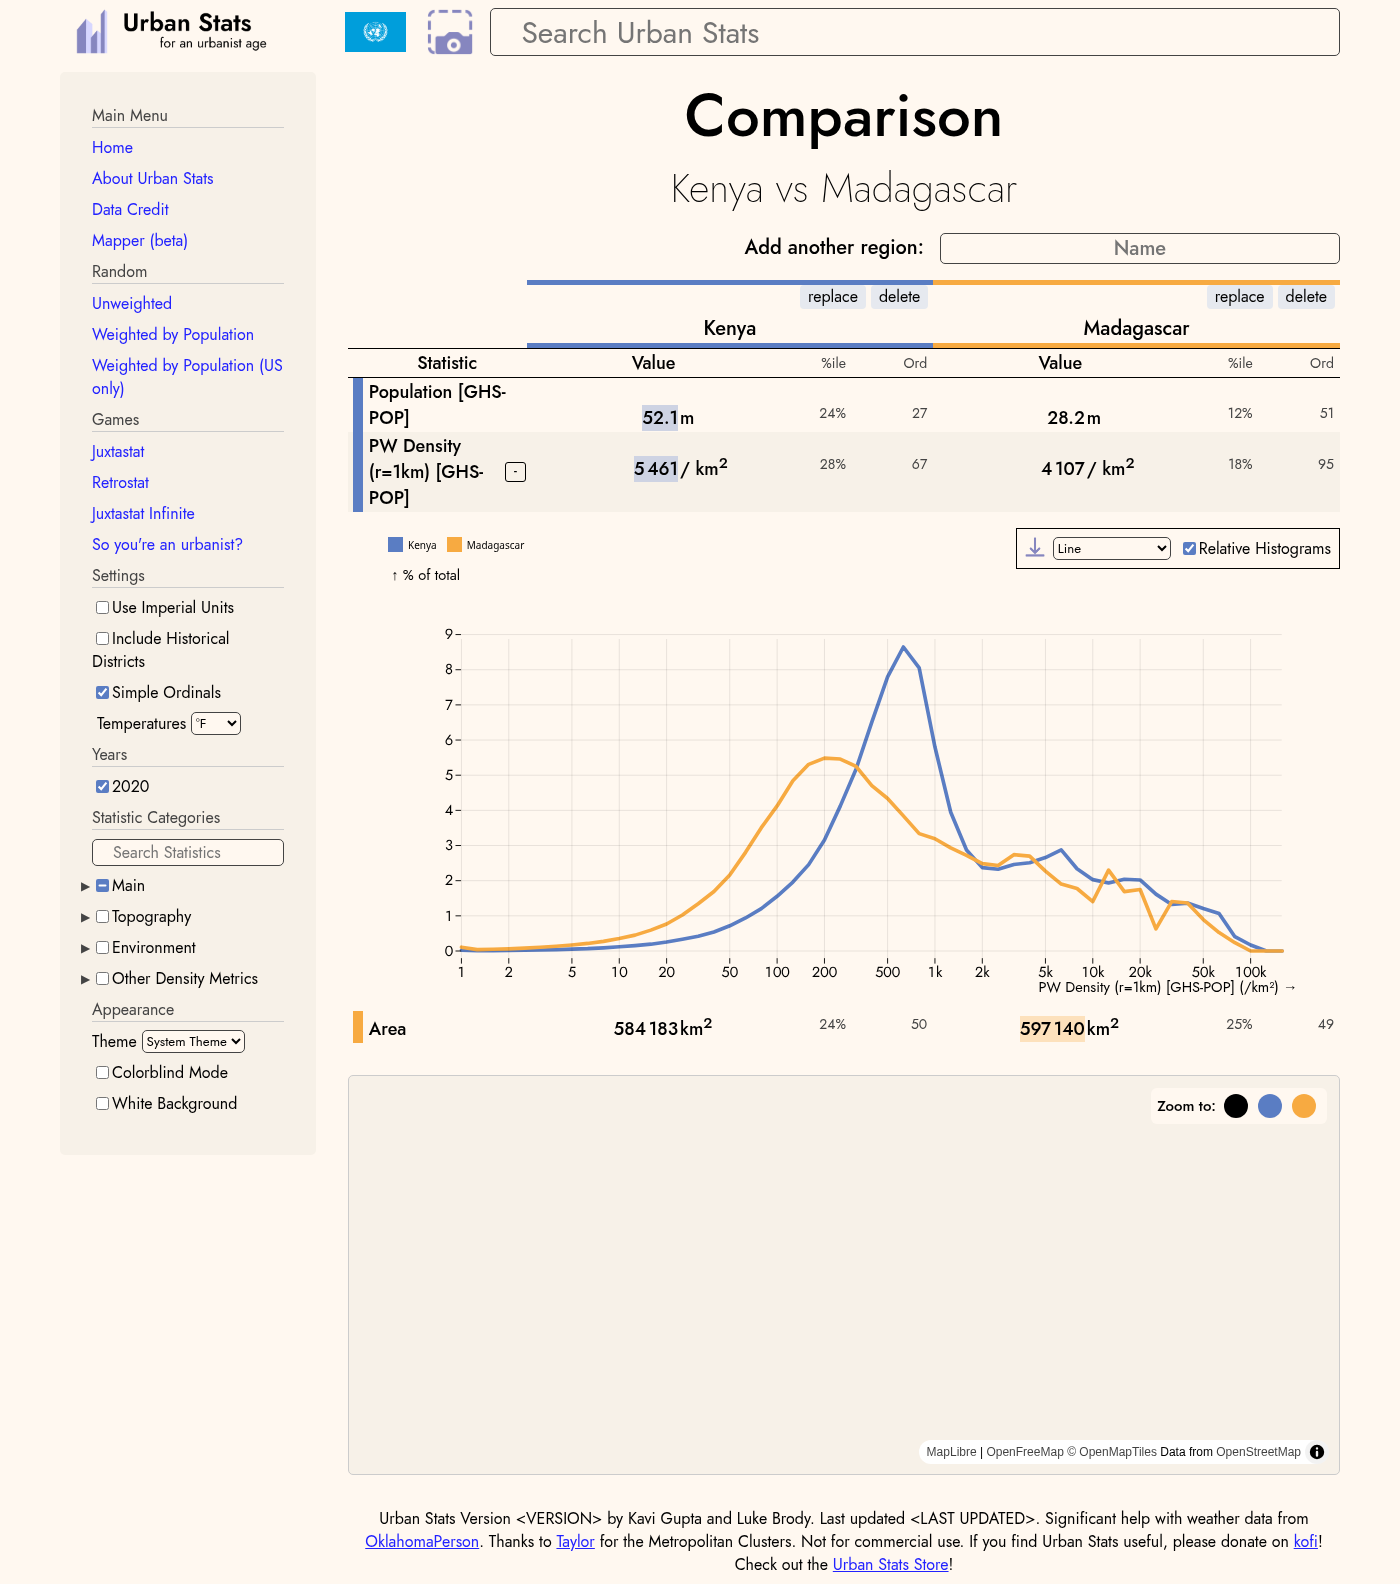 Urban Stats
for an urbanist age
Search Urban Stats
Main Menu
Home
About Urban Stats
Data Credit
Mapper (beta)
Random
Unweighted
Weighted by Population
Weighted by Population (US
only)
Games
Juxtastat
Retrostat
Juxtastat Infinite
So you're an urbanist?
Settings
Use Imperial Units
Include Historical
Districts
Simple Ordinals
Temperatures °F
Years
2020
Statistic Categories
Search Statistics
Main
Topography
Environment
Other Density Metrics
Appearance
Theme System Theme
Colorblind Mode
White Background
Comparison
Kenya vs Madagascar
Add another region: Name
replace delete replace delete
Kenya Madagascar
Statistic Value %ile Ord Value %ile Ord
Population [GHS-
POP] 52.1 m 24% 27 28.2 m 12% 51
PW Density
(r=1km) [GHS- - 5 461 / km² 28% 67 4 107 / km² 18% 95
POP]
Kenya Madagascar
Line Relative Histograms
↑ % of total
9
8
7
6
5
4
3
2
1
0
1 2 5 10 20 50 100 200 500 1k 2k 5k 10k 20k 50k 100k
PW Density (r=1km) [GHS-POP] (/km²) →
Area 584 183 km² 24% 50 597 140 km² 25% 49
Zoom to:
MapLibre | OpenFreeMap © OpenMapTiles Data from OpenStreetMap
Urban Stats Version <VERSION> by Kavi Gupta and Luke Brody. Last updated <LAST UPDATED>. Significant help with weather data from
OklahomaPerson. Thanks to Taylor for the Metropolitan Clusters. Not for commercial use. If you find Urban Stats useful, please donate on kofi!
Check out the Urban Stats Store!